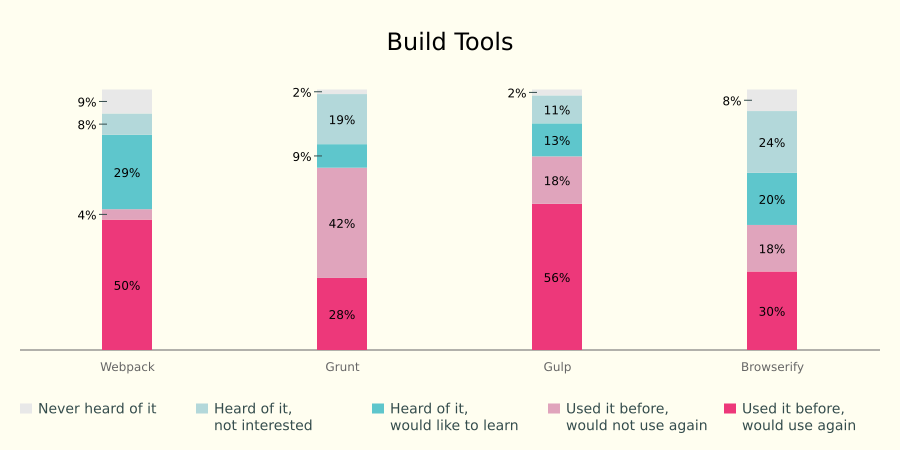 Build Tools
9%
8%
29%
4%
50%
Webpack
2%
19%
9%
42%
28%
Grunt
2%
11%
13%
18%
56%
Gulp
8%
24%
20%
18%
30%
Browserify
Never heard of it
Heard of it,
not interested
Heard of it,
would like to learn
Used it before,
would not use again
Used it before,
would use again